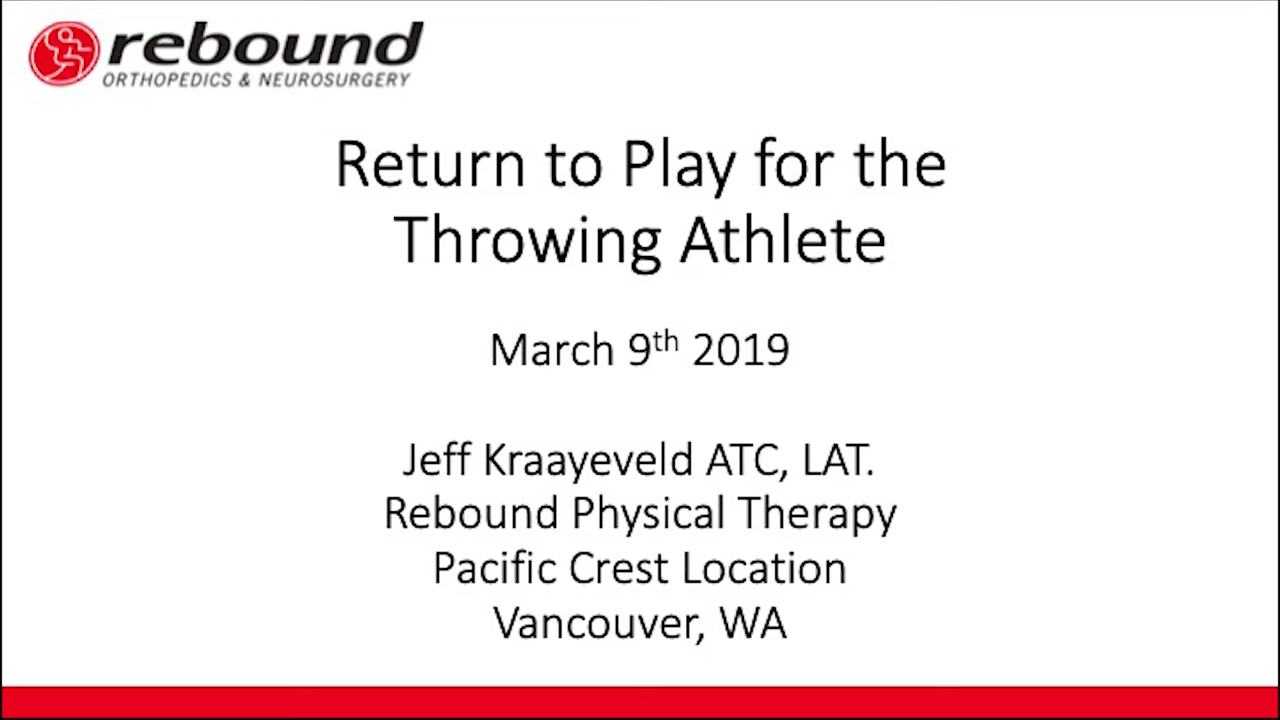 rebound
ORTHOPEDICS & NEUROSURGERY
Return to Play for the
Throwing Athlete
March 9th 2019
Jeff Kraayeveld ATC, LAT.
Rebound Physical Therapy
Pacific Crest Location
Vancouver, WA